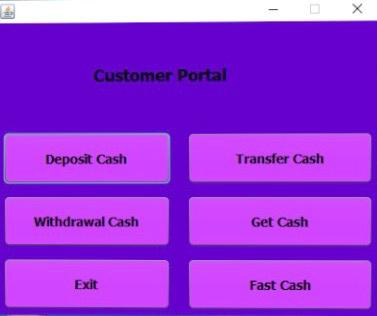 Customer Portal
Deposit Cash
Transfer Cash
Withdrawal Cash
Get Cash
Exit
Fast Cash